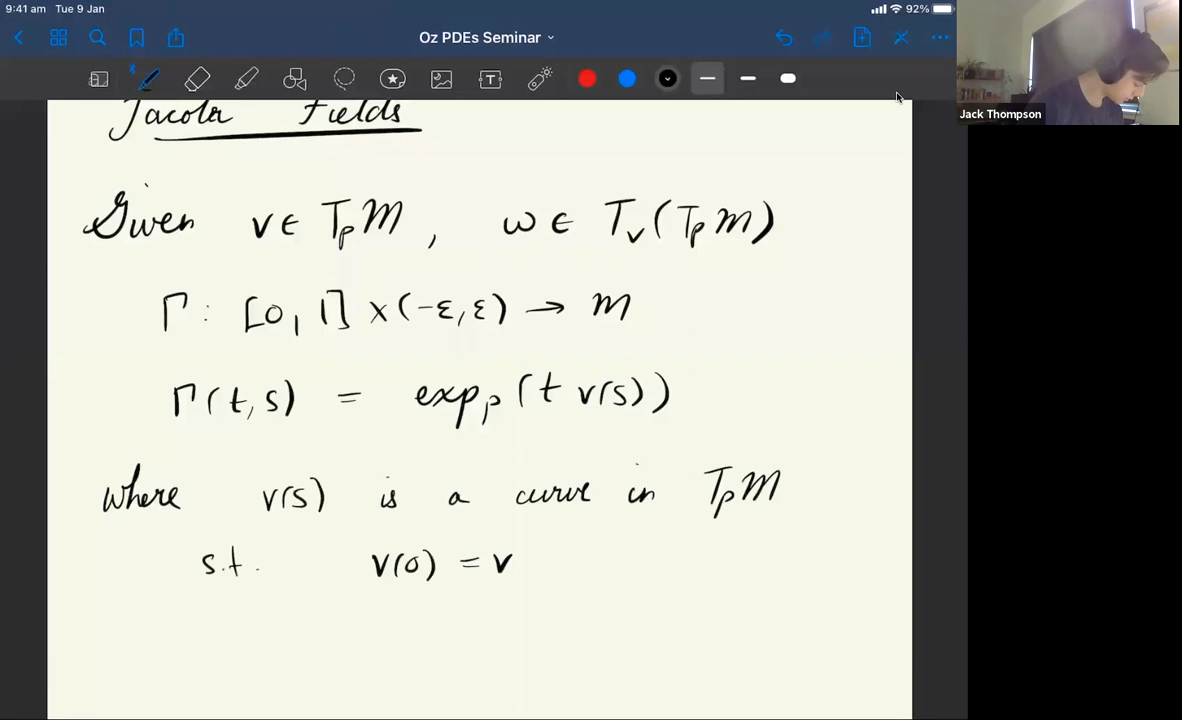 9:41 am Tue 9 Jan
92%
Oz PDEs Seminar
Jack Thompson
Jacobi Fields
Given v ∈ TₚM, ω ∈ Tᵥ(TₚM)
Γ : [0, 1] × (-ε, ε) → M
Γ(t, s) = expₚ(t v(s))
where v(s) is a curve in TₚM
s.t. v(0) = v